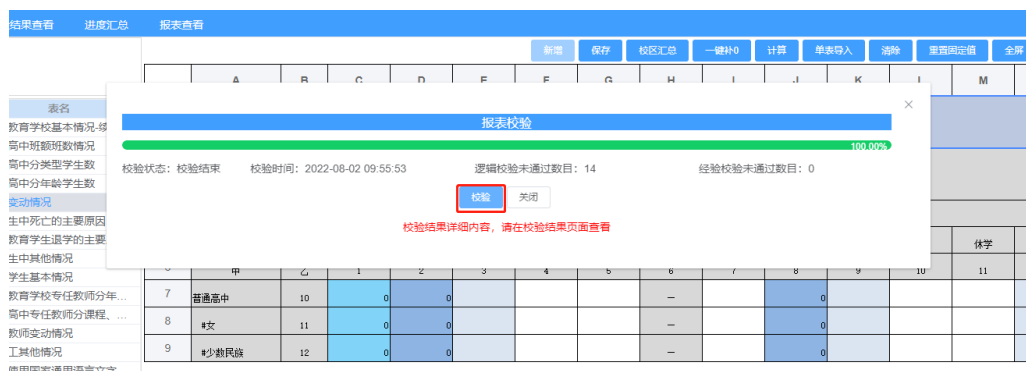 结果查看 进度汇总 报表查看
新增 保存 校区汇总 一键补0 计算 单表导入 清除 重置固定值 全屏
A B C D E F G H I J K L M
表名
教育学校基本情况-续
高中班额班数情况
高中分类型学生数
高中分年龄学生数
变动情况
生中死亡的主要原因
教育学生退学的主要
生中其他情况
学生基本情况
教育学校专任教师分年...
高中专任教师分课程、...
教师变动情况
工其他情况
使用国家通用语言文字
×
报表校验
100.00%
校验状态：校验结束 校验时间：2022-08-02 09:55:53 逻辑校验未通过数目：14 经验校验未通过数目：0
校验 关闭
校验结果详细内容，请在校验结果页面查看
休学
甲 乙 1 2 3 4 5 6 7 8 9 10 11
7 普通高中 10 0 0 — 0
8 #女 11 0 0 — 0
9 #少数民族 12 0 0 — 0